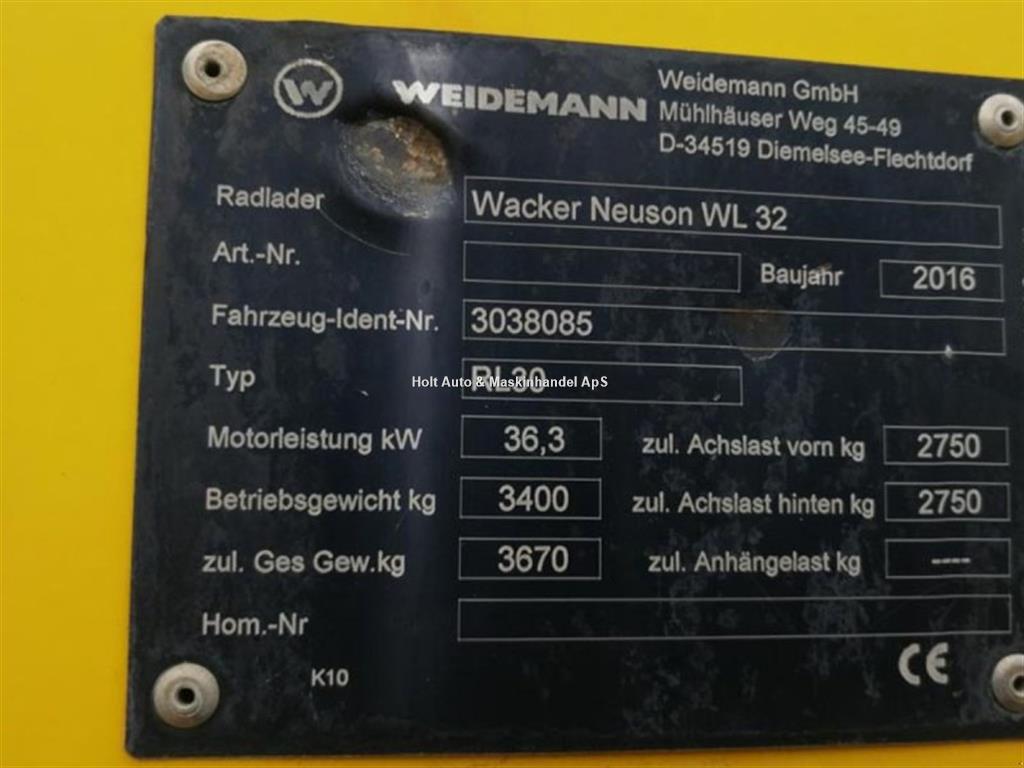 W WEIDEMANN
Weidemann GmbH
Mühlhäuser Weg 45-49
D-34519 Diemelsee-Flechtdorf
Radlader Wacker Neuson WL 32
Art.-Nr. Baujahr 2016
Fahrzeug-Ident-Nr. 3038085
Typ RL30
Holt Auto & Maskinhandel ApS
Motorleistung kW 36,3 zul. Achslast vorn kg 2750
Betriebsgewicht kg 3400 zul. Achslast hinten kg 2750
zul. Ges Gew.kg 3670 zul. Anhängelast kg ----
Hom.-Nr
K10 CE